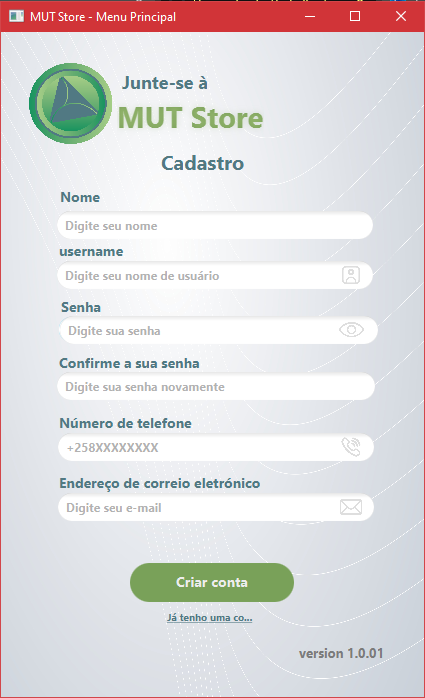 MUT Store - Menu Principal
Junte-se à
MUT Store
Cadastro
Nome
Digite seu nome
username
Digite seu nome de usuário
Senha
Digite sua senha
Confirme a sua senha
Digite sua senha novamente
Número de telefone
+258XXXXXXXX
Endereço de correio eletrónico
Digite seu e-mail
Criar conta
Já tenho uma co...
version 1.0.01